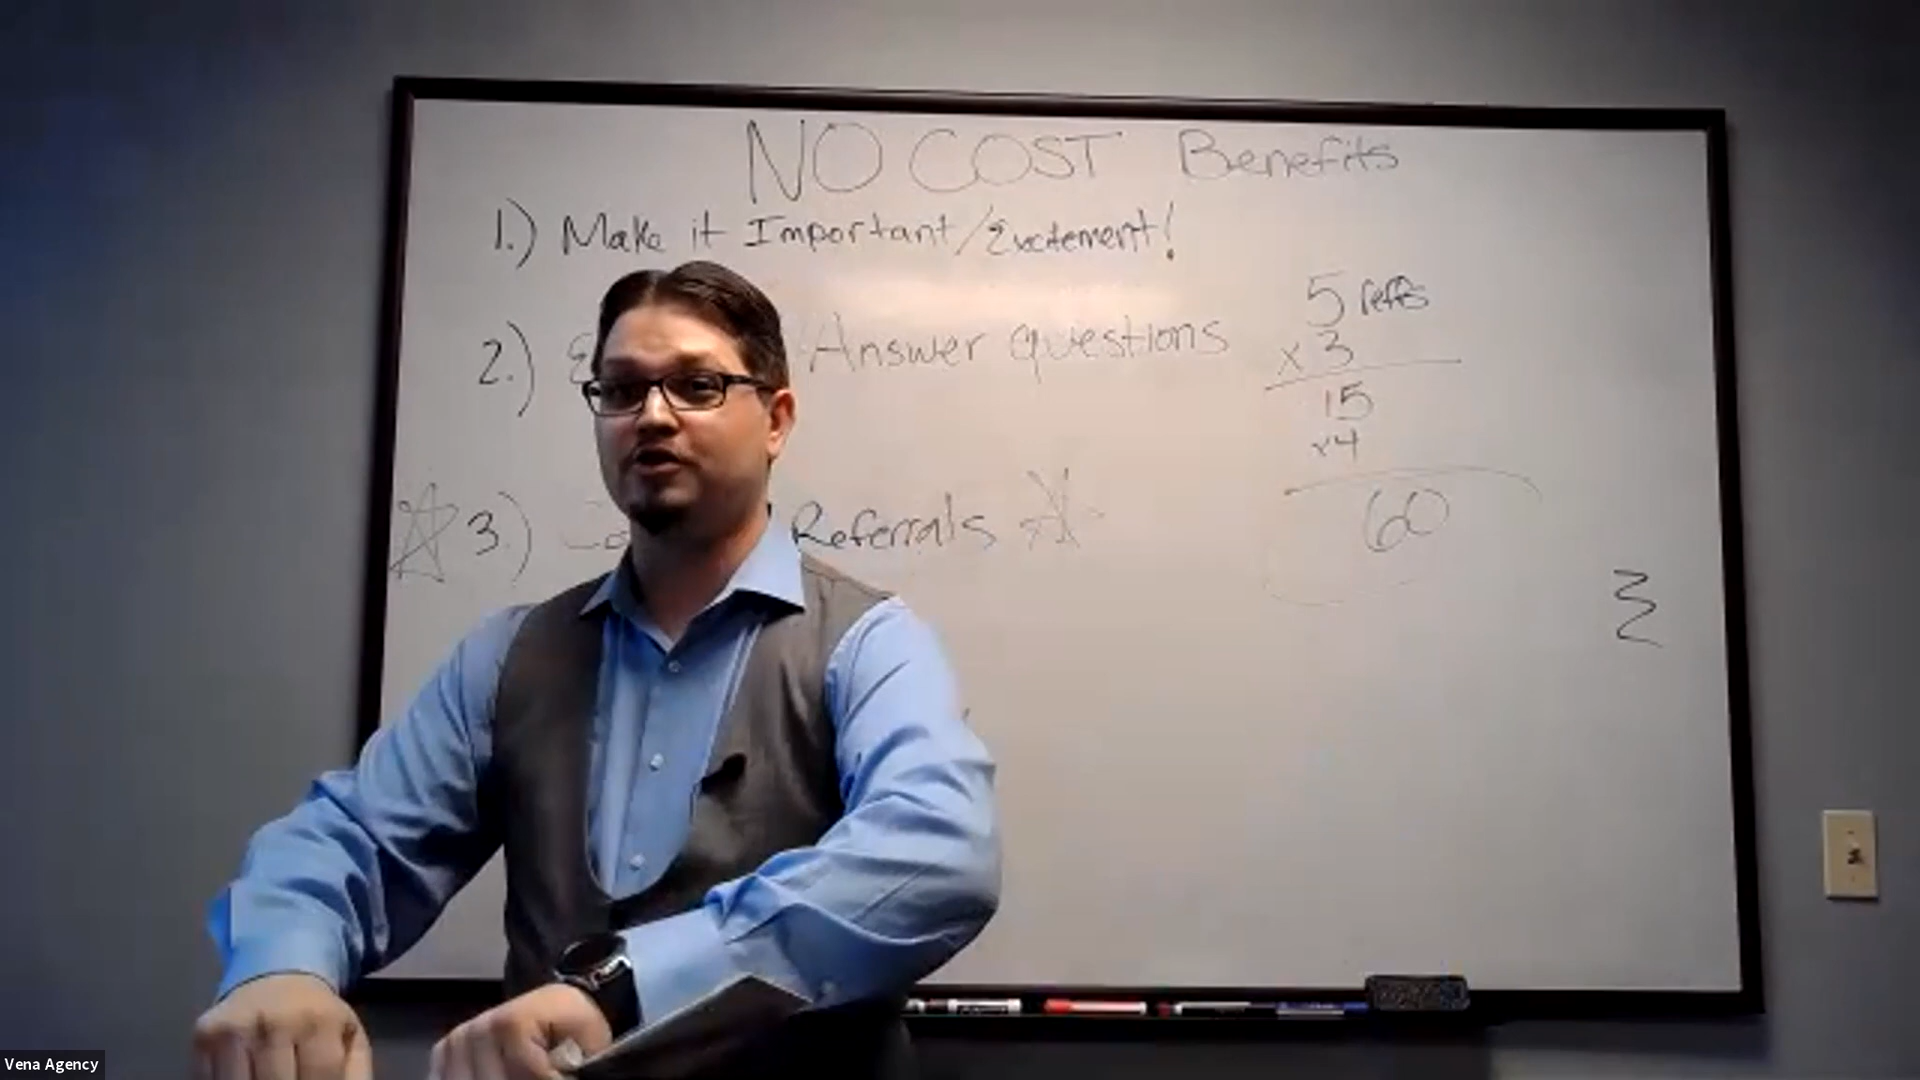 NO COST Benefits
1.) Make it Important/Excitement!
2.) Answer questions
3.) Referrals
5 reffs
x 3
15
x4
60
Vena Agency